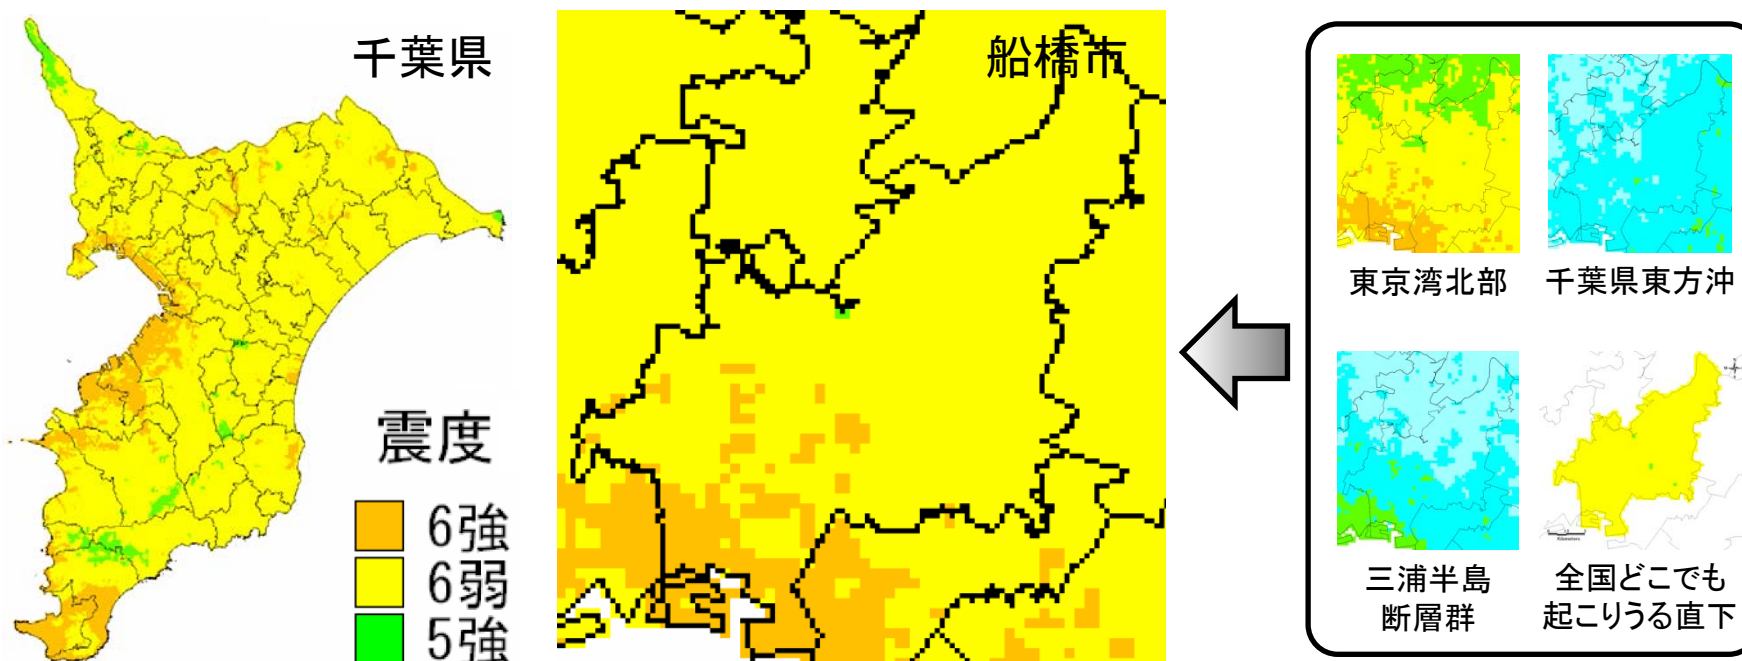 千葉県
震度
6強
6弱
5強
船橋市
東京湾北部
千葉県東方沖
三浦半島
断層群
全国どこでも
起こりうる直下